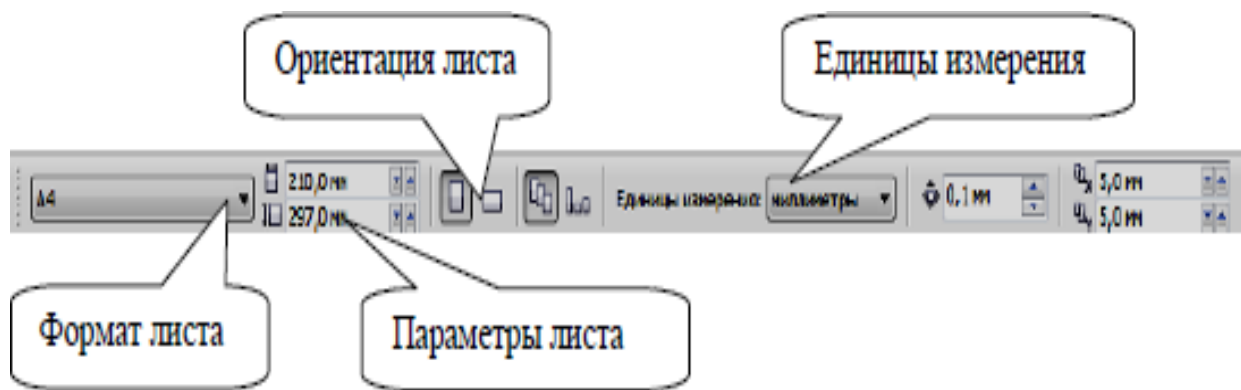 Ориентация листа
Единицы измерения
А4
210,0 мм
297,0 мм
Единицы измерения: миллиметры
0,1 мм
5,0 мм
5,0 мм
Формат листа
Параметры листа